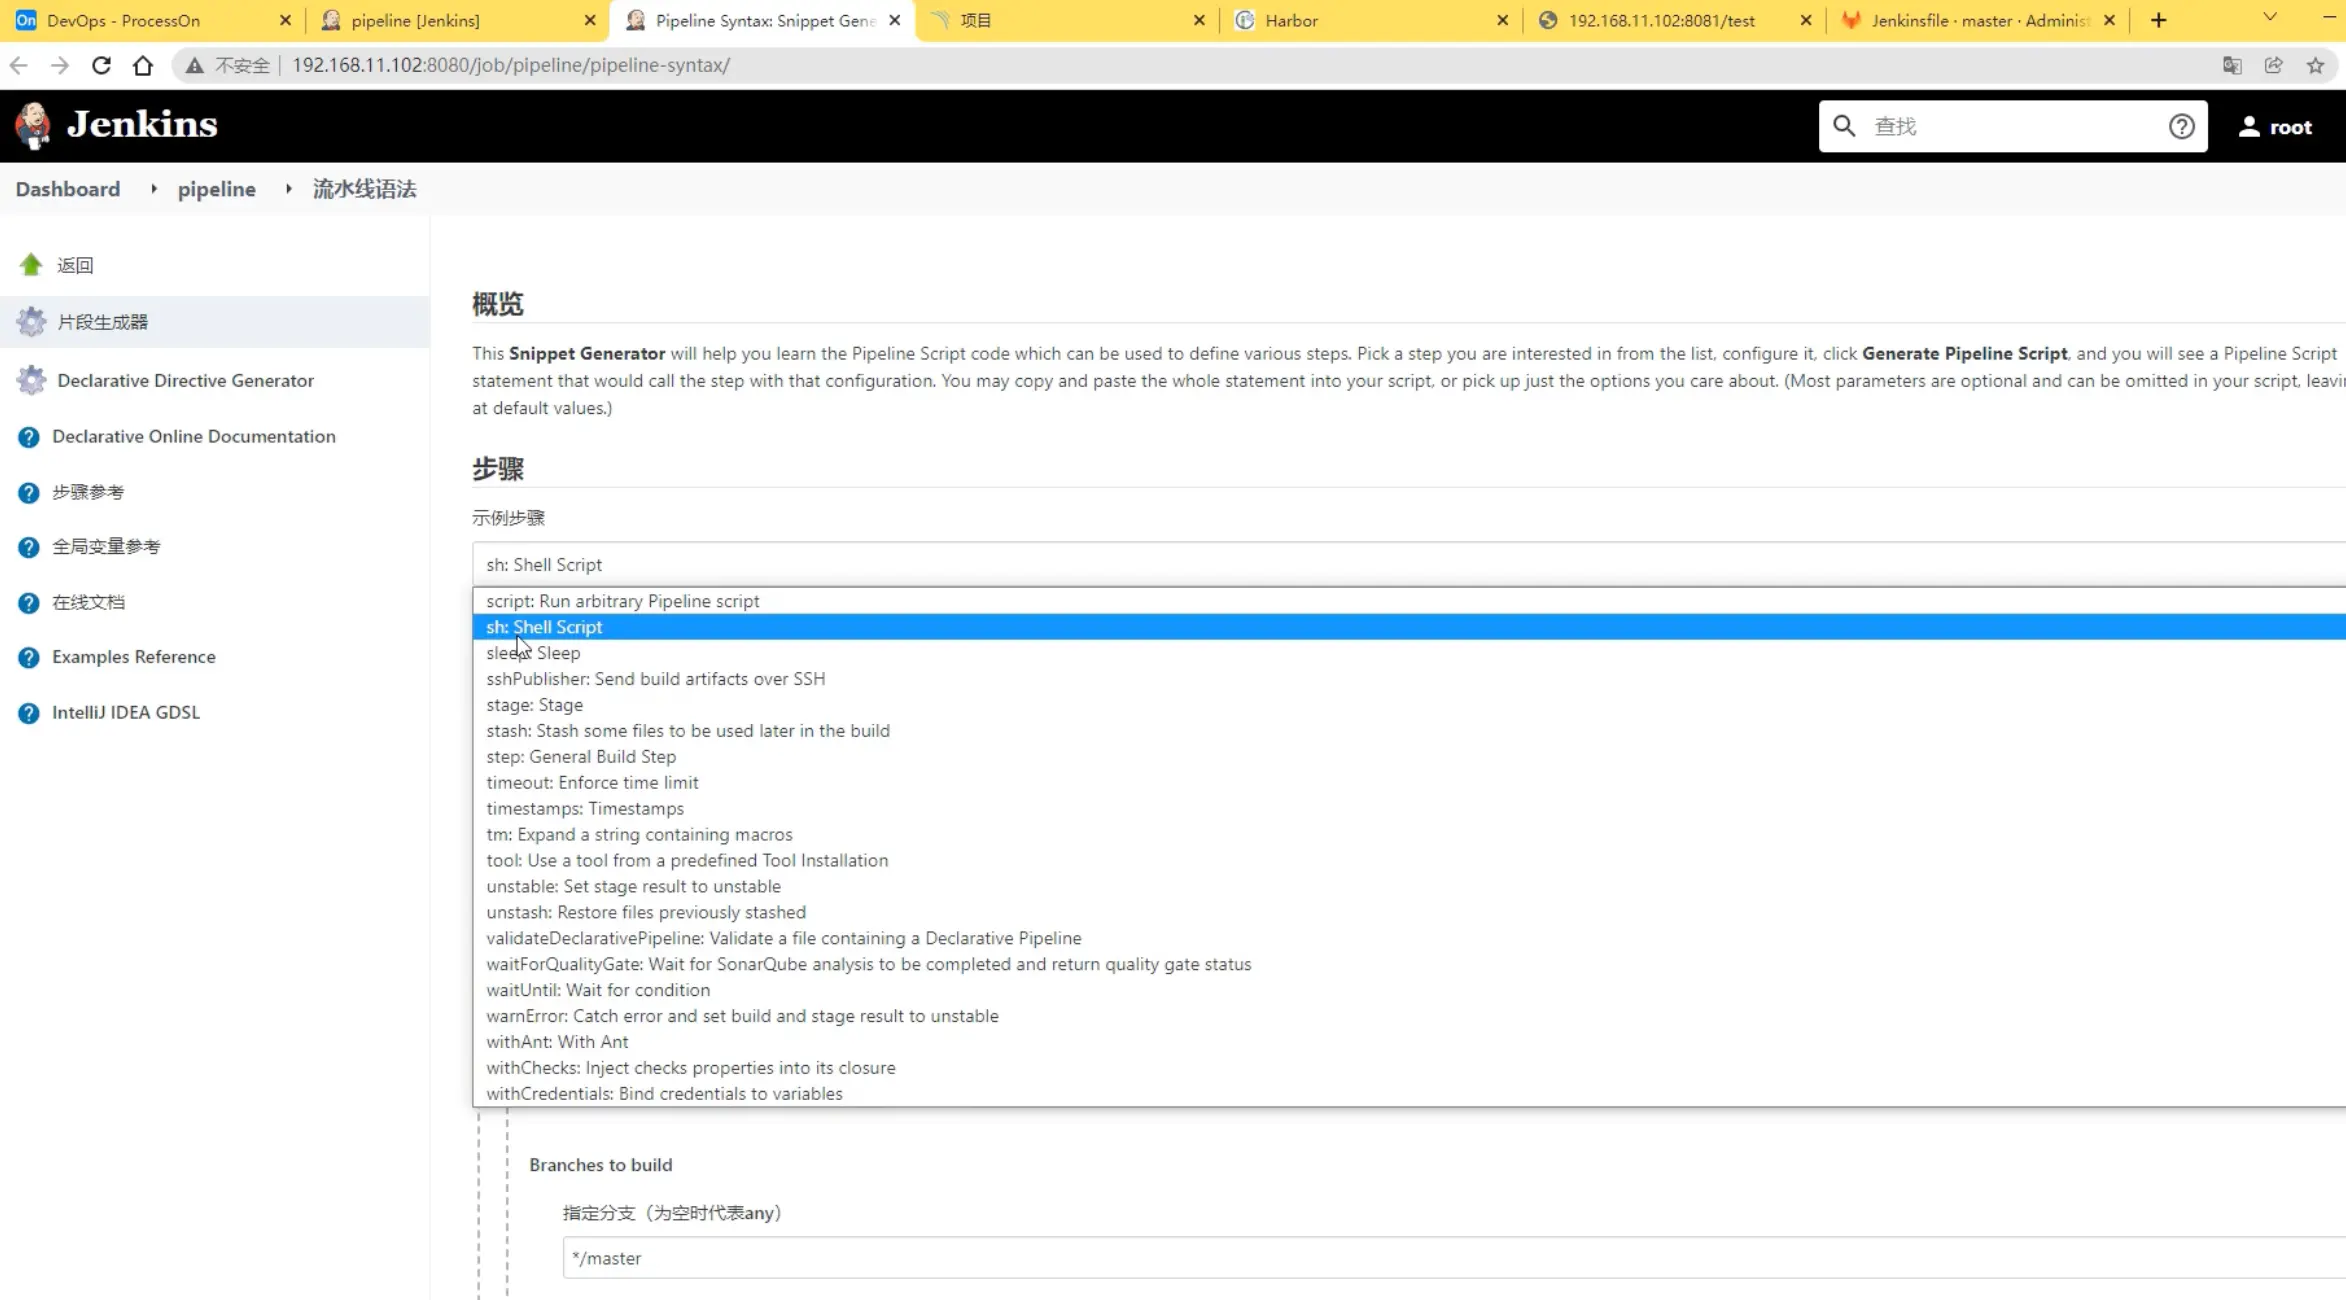 DevOps - ProcessOn
pipeline [Jenkins]
Pipeline Syntax: Snippet Gene
项目
Harbor
192.168.11.102:8081/test
Jenkinsfile · master · Administ
不安全
192.168.11.102:8080/job/pipeline/pipeline-syntax/
Jenkins
查找
root
Dashboard
pipeline
流水线语法
返回
片段生成器
Declarative Directive Generator
Declarative Online Documentation
步骤参考
全局变量参考
在线文档
Examples Reference
IntelliJ IDEA GDSL
概览
This Snippet Generator will help you learn the Pipeline Script code which can be used to define various steps. Pick a step you are interested in from the list, configure it, click Generate Pipeline Script, and you will see a Pipeline Script
statement that would call the step with that configuration. You may copy and paste the whole statement into your script, or pick up just the options you care about. (Most parameters are optional and can be omitted in your script, leavi
at default values.)
步骤
示例步骤
sh: Shell Script
script: Run arbitrary Pipeline script
sh: Shell Script
sleep: Sleep
sshPublisher: Send build artifacts over SSH
stage: Stage
stash: Stash some files to be used later in the build
step: General Build Step
timeout: Enforce time limit
timestamps: Timestamps
tm: Expand a string containing macros
tool: Use a tool from a predefined Tool Installation
unstable: Set stage result to unstable
unstash: Restore files previously stashed
validateDeclarativePipeline: Validate a file containing a Declarative Pipeline
waitForQualityGate: Wait for SonarQube analysis to be completed and return quality gate status
waitUntil: Wait for condition
warnError: Catch error and set build and stage result to unstable
withAnt: With Ant
withChecks: Inject checks properties into its closure
withCredentials: Bind credentials to variables
Branches to build
指定分支（为空时代表any）
*/master